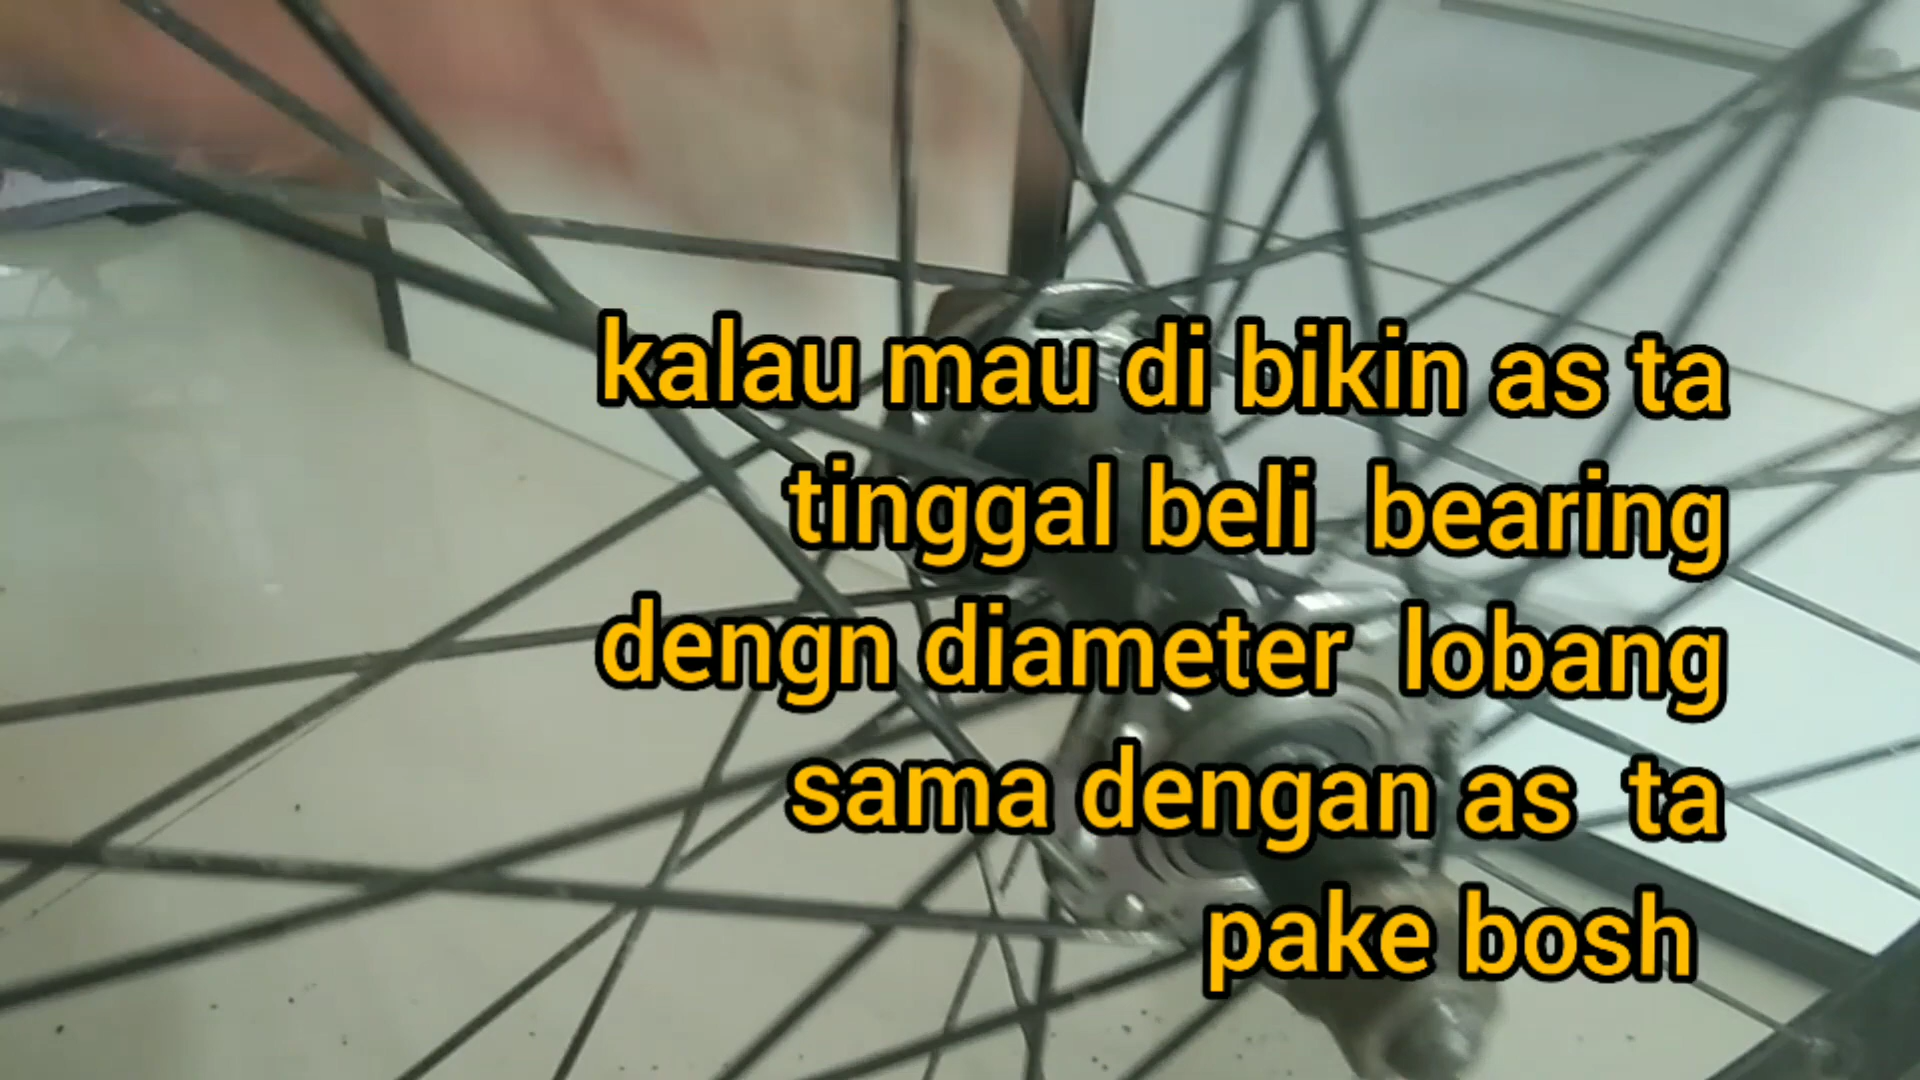 kalau mau di bikin as ta
tinggal beli bearing
dengn diameter lobang
sama dengan as ta
pake bosh